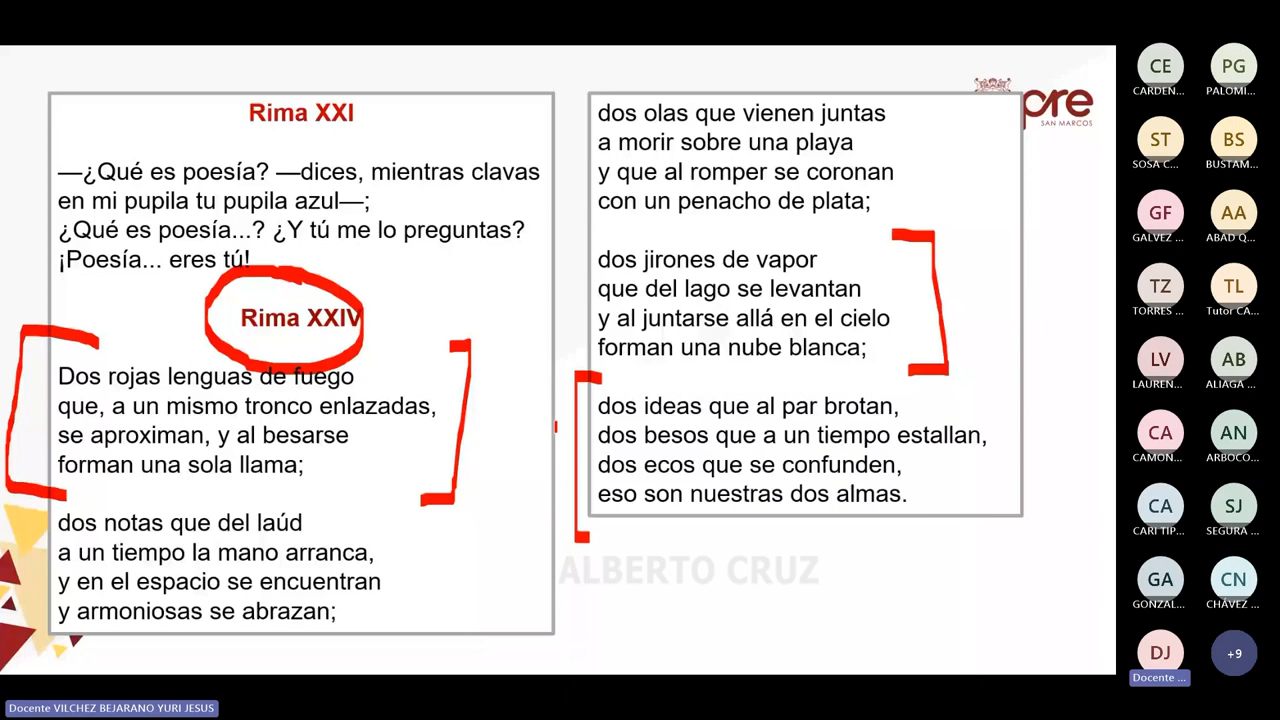 Rima XXI
—¿Qué es poesía? —dices, mientras clavas
en mi pupila tu pupila azul—;
¿Qué es poesía...? ¿Y tú me lo preguntas?
¡Poesía... eres tú!
Rima XXIV
Dos rojas lenguas de fuego
que, a un mismo tronco enlazadas,
se aproximan, y al besarse
forman una sola llama;
dos notas que del laúd
a un tiempo la mano arranca,
y en el espacio se encuentran
y armoniosas se abrazan;
dos olas que vienen juntas
a morir sobre una playa
y que al romper se coronan
con un penacho de plata;
dos jirones de vapor
que del lago se levantan
y al juntarse allá en el cielo
forman una nube blanca;
dos ideas que al par brotan,
dos besos que a un tiempo estallan,
dos ecos que se confunden,
eso son nuestras dos almas.
pre
SAN MARCOS
ALBERTO CRUZ
CE PG
CARDEN... PALOMI...
ST BS
SOSA C... BUSTAM...
GF AA
GALVEZ ... ABAD Q...
TZ TL
TORRES ... Tutor CA...
LV AB
LAUREN... ALIAGA ...
CA AN
CAMON... ARBOCO...
CA SJ
CARI TIP... SEGURA ...
GA CN
GONZAL... CHÁVEZ ...
DJ +9
Docente ...
Docente VILCHEZ BEJARANO YURI JESUS